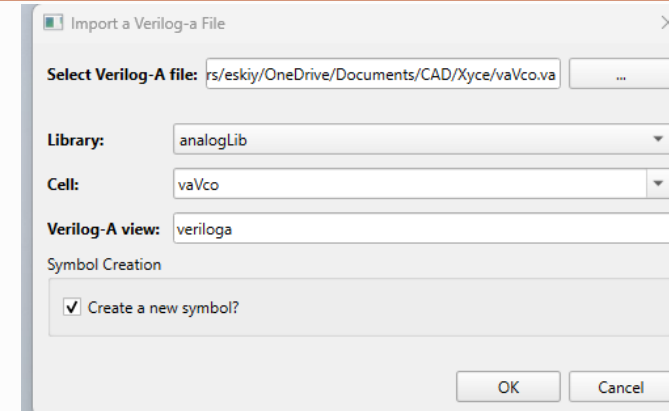 Import a Verilog-a File
Select Verilog-A file: rs/eskiy/OneDrive/Documents/CAD/Xyce/vaVco.va ...
Library: analogLib
Cell: vaVco
Verilog-A view: veriloga
Symbol Creation
Create a new symbol?
OK Cancel